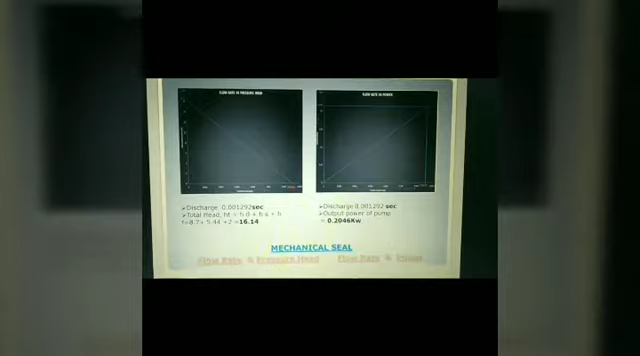 FLOW RATE VS PRESSURE HEAD
FLOW RATE VS POWER
➢Discharge: 0.001292sec
➢Total Head, ht = h d + h s + h
f=8.7+ 5.44 +2 =16.14
➢Discharge 0.001292 sec
➢Output power of pump
= 0.2046Kw
MECHANICAL SEAL
Flow Rate & Pressure Head
Flow Rate & Power